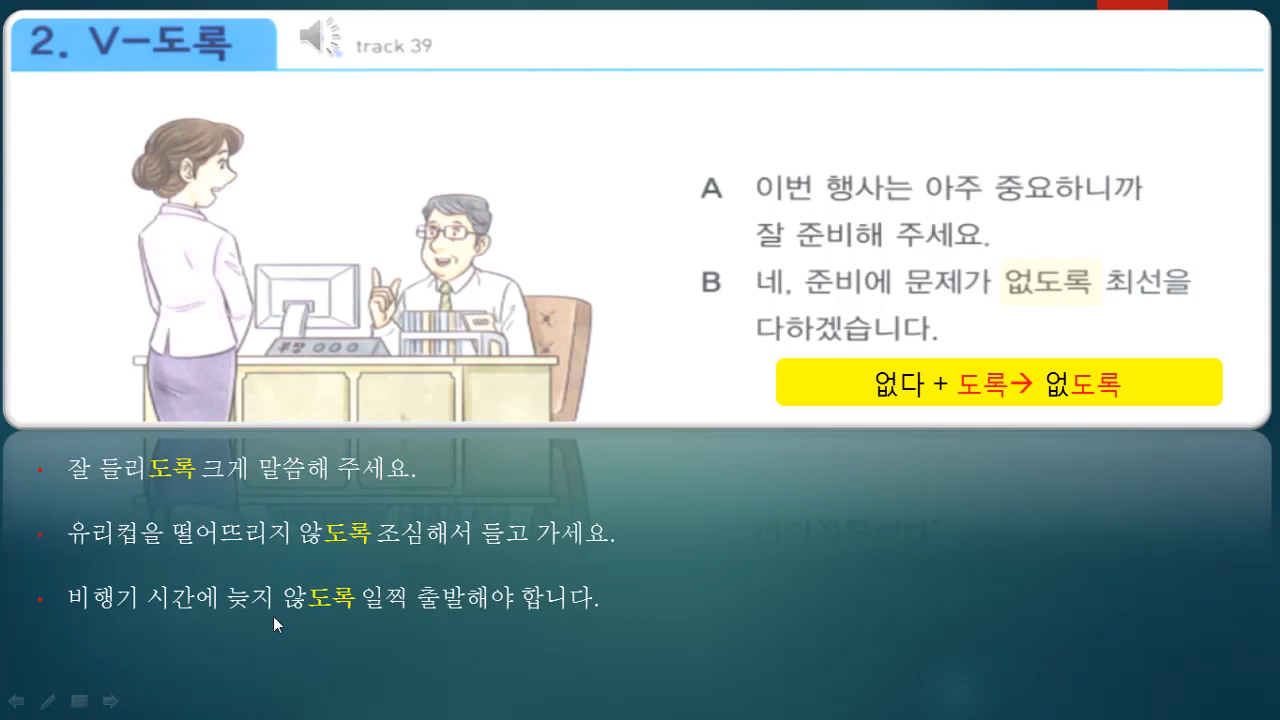 2. V-도록
track 39
A 이번 행사는 아주 중요하니까
잘 준비해 주세요.
B 네, 준비에 문제가 없도록 최선을
다하겠습니다.
부장 ○○○
없다 + 도록→ 없도록
• 잘 들리도록 크게 말씀해 주세요.
• 유리컵을 떨어뜨리지 않도록 조심해서 들고 가세요.
• 비행기 시간에 늦지 않도록 일찍 출발해야 합니다.